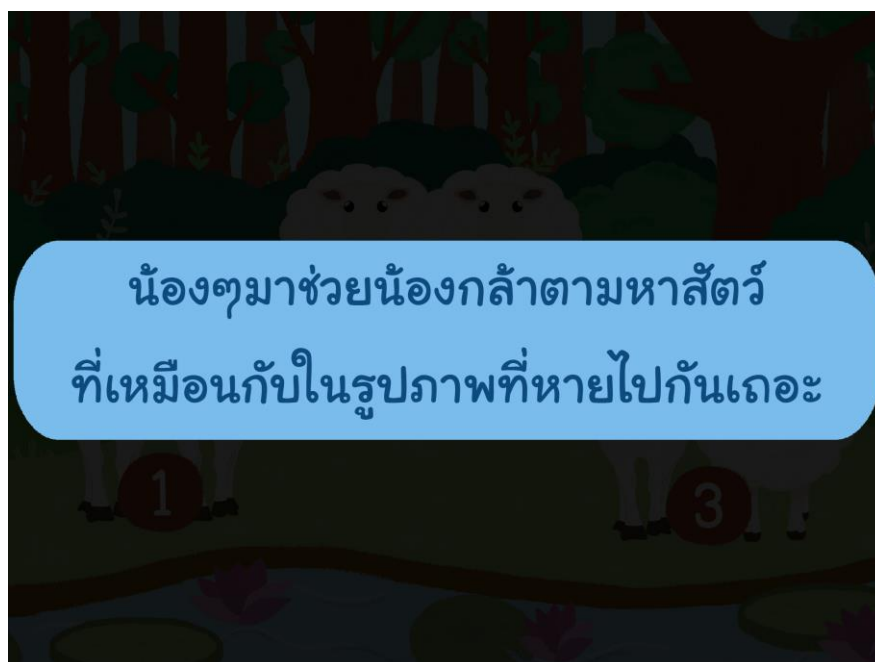 น้องๆมาช่วยน้องกล้าตามหาสัตว์
ที่เหมือนกับในรูปภาพที่หายไปกันเถอะ
1
3